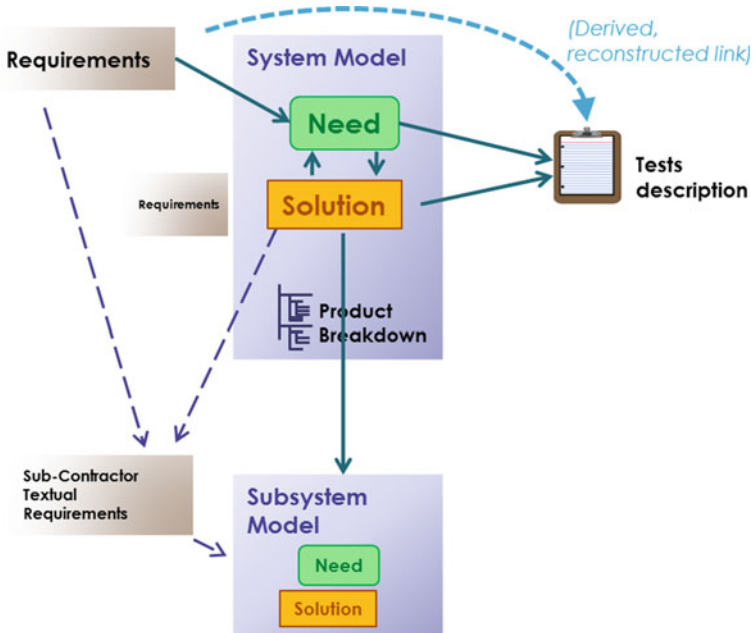 (Derived,
reconstructed link)
Requirements
System Model
Need
Tests
description
Requirements
Solution
Product
Breakdown
Sub-Contractor
Textual
Requirements
Subsystem
Model
Need
Solution